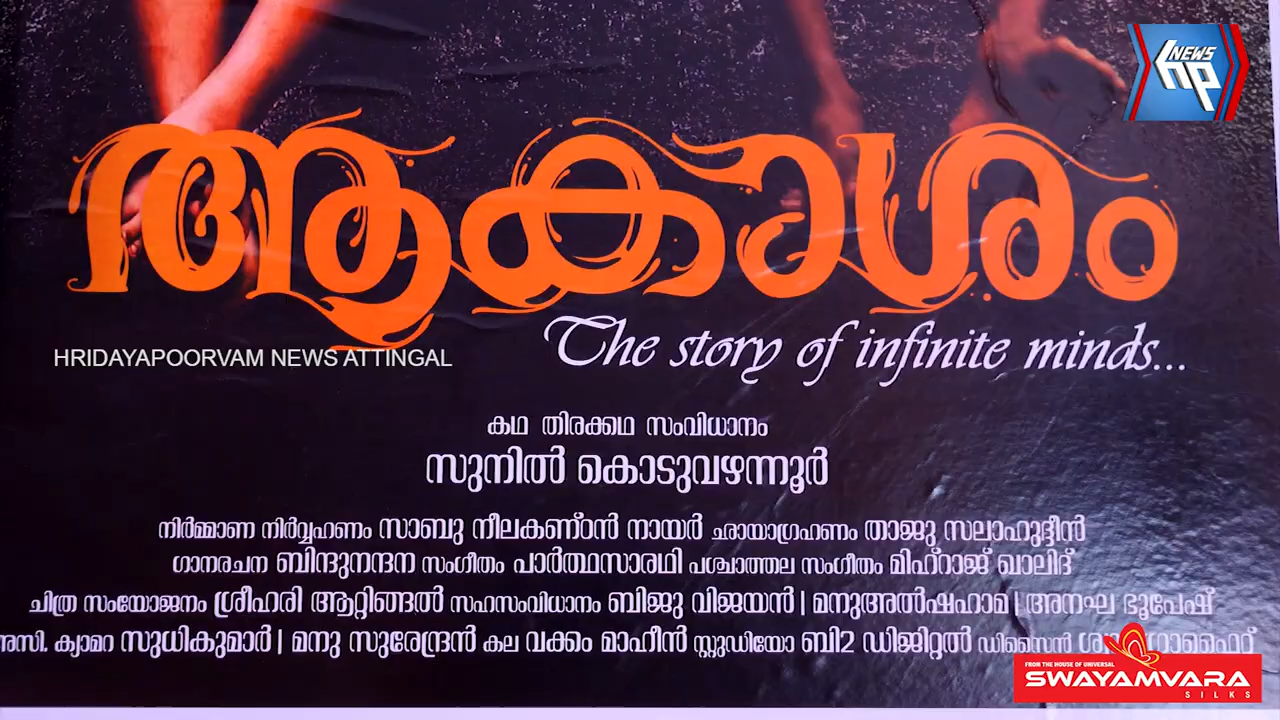 NEWS
hp
ആകാശം
The story of infinite minds...
HRIDAYAPOORVAM NEWS ATTINGAL
കഥ തിരക്കഥ സംവിധാനം
സുനിൽ കൊടുവഴന്നൂർ
നിർമ്മാണ നിർവ്വഹണം സാബു നീലകണ്ഠൻ നായർ ഛായാഗ്രഹണം താജു സലാഹുദ്ദീൻ
ഗാനരചന ബിന്ദുനന്ദന സംഗീതം പാർത്ഥസാരഥി പശ്ചാത്തല സംഗീതം മിഹ്റാജ് ഖാലിദ്
ചിത്ര സംയോജനം ശ്രീഹരി ആറ്റിങ്ങൽ സഹസംവിധാനം ബിജു വിജയൻ | മനുഅൽഷഹാമ | അനഘ ഭൂപേഷ്
അസി. ക്യാമറ സുധികുമാർ | മനു സുരേന്ദ്രൻ കല വക്കം മാഹീൻ സ്റ്റുഡിയോ ബി2 ഡിജിറ്റൽ ഡിസൈൻ
FROM THE HOUSE OF UNIVERSAL
SWAYAMVARA
SILKS